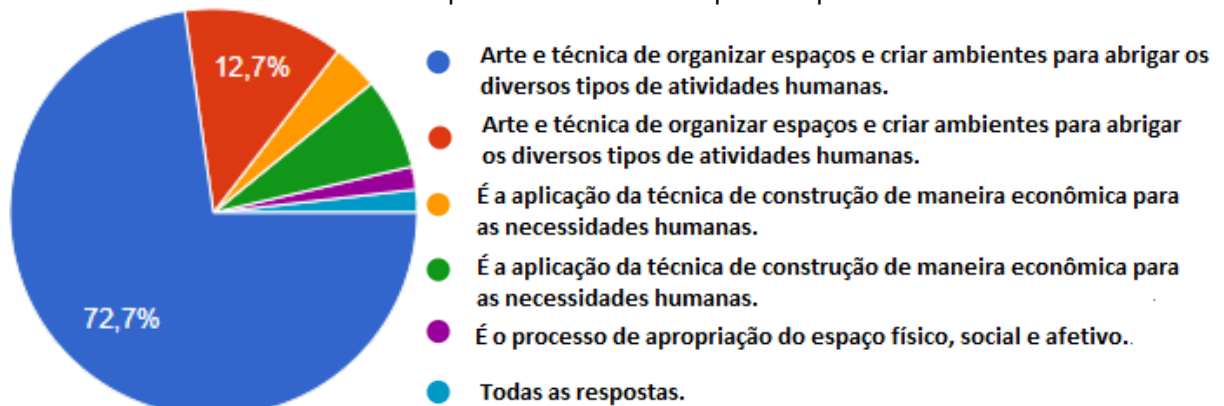 12,7%
72,7%
Arte e técnica de organizar espaços e criar ambientes para abrigar os
diversos tipos de atividades humanas.
Arte e técnica de organizar espaços e criar ambientes para abrigar
os diversos tipos de atividades humanas.
É a aplicação da técnica de construção de maneira econômica para
as necessidades humanas.
É a aplicação da técnica de construção de maneira econômica para
as necessidades humanas.
É o processo de apropriação do espaço físico, social e afetivo..
Todas as respostas.